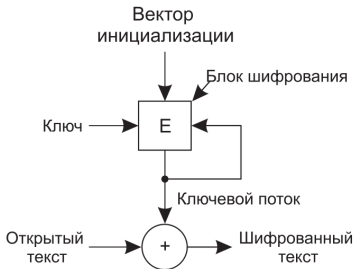 Вектор
инициализации
Блок шифрования
Ключ
E
Ключевой поток
Открытый
текст
+
Шифрованный
текст